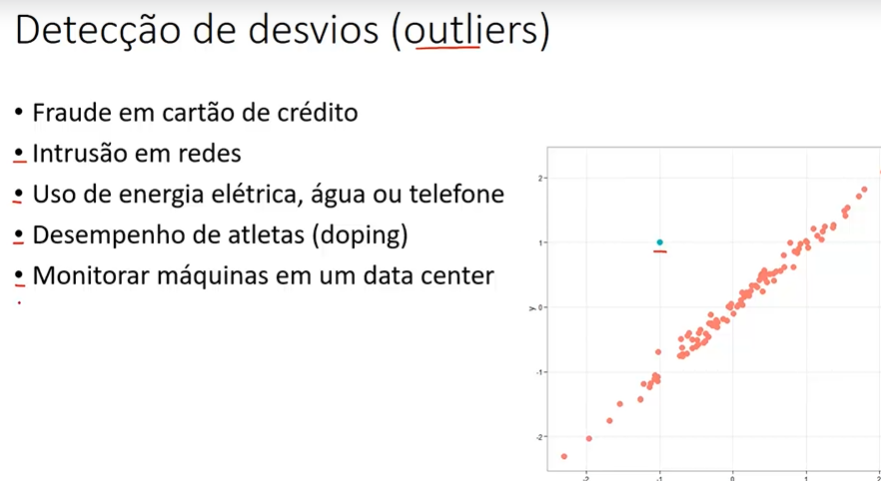 Detecção de desvios (outliers)
• Fraude em cartão de crédito
• Intrusão em redes
• Uso de energia elétrica, água ou telefone
• Desempenho de atletas (doping)
• Monitorar máquinas em um data center
2
1
0
-1
-2
y
-2 -1 0 1 2